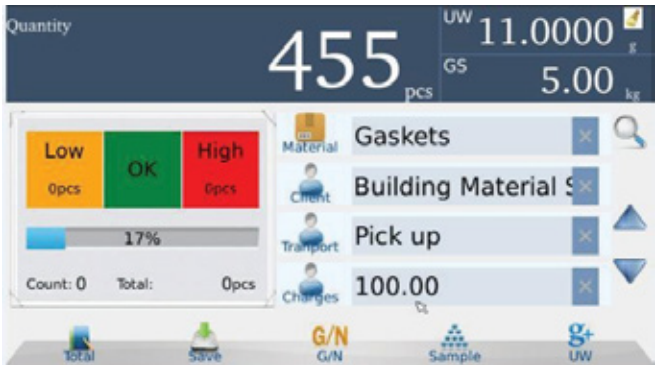 Quantity
455 pcs
UW 11.0000 g
GS 5.00 kg
Low
0pcs
OK
High
0pcs
17%
Count: 0 Total: 0pcs
Material Gaskets
Client Building Material S
Tranport Pick up
Charges 100.00
Total
Save
G/N
G/N
Sample
g+
UW